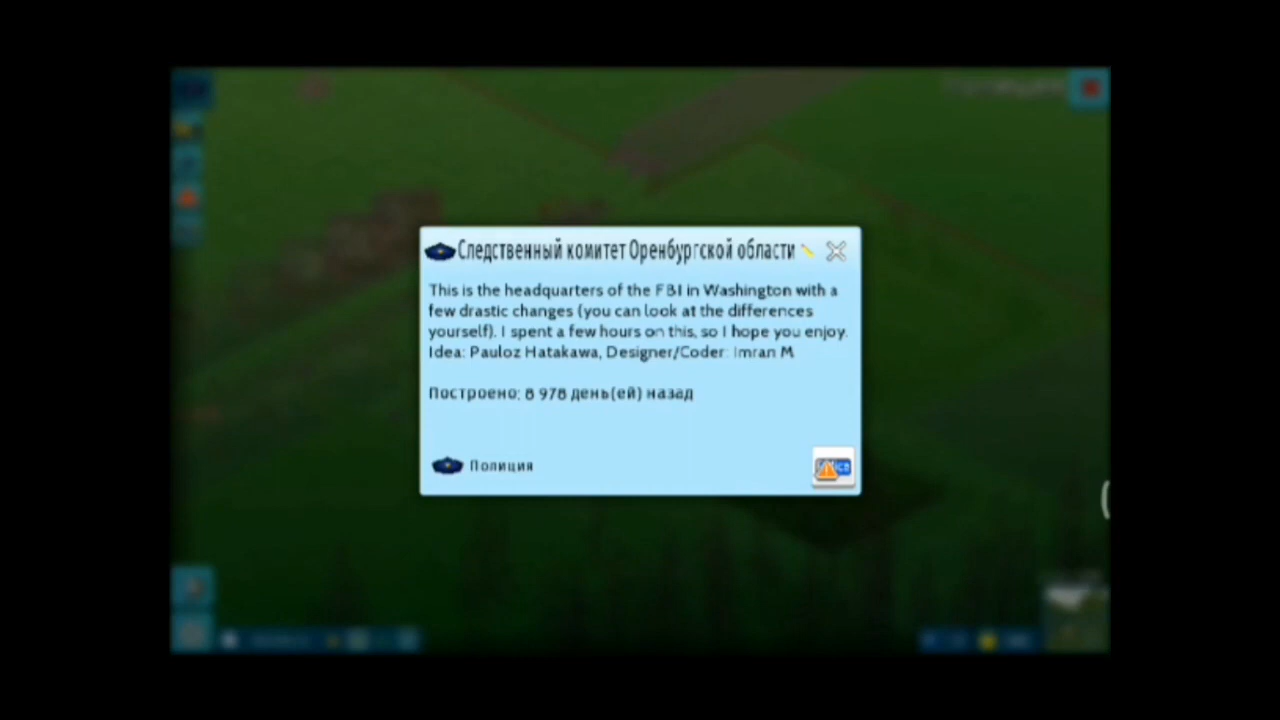 Следственный комитет Оренбургской области
This is the headquarters of the FBI in Washington with a
few drastic changes (you can look at the differences
yourself). I spent a few hours on this, so I hope you enjoy.
Idea: Pauloz Hatakawa, Designer/Coder: Imran M
Построено: 8 978 день(ей) назад
Полиция